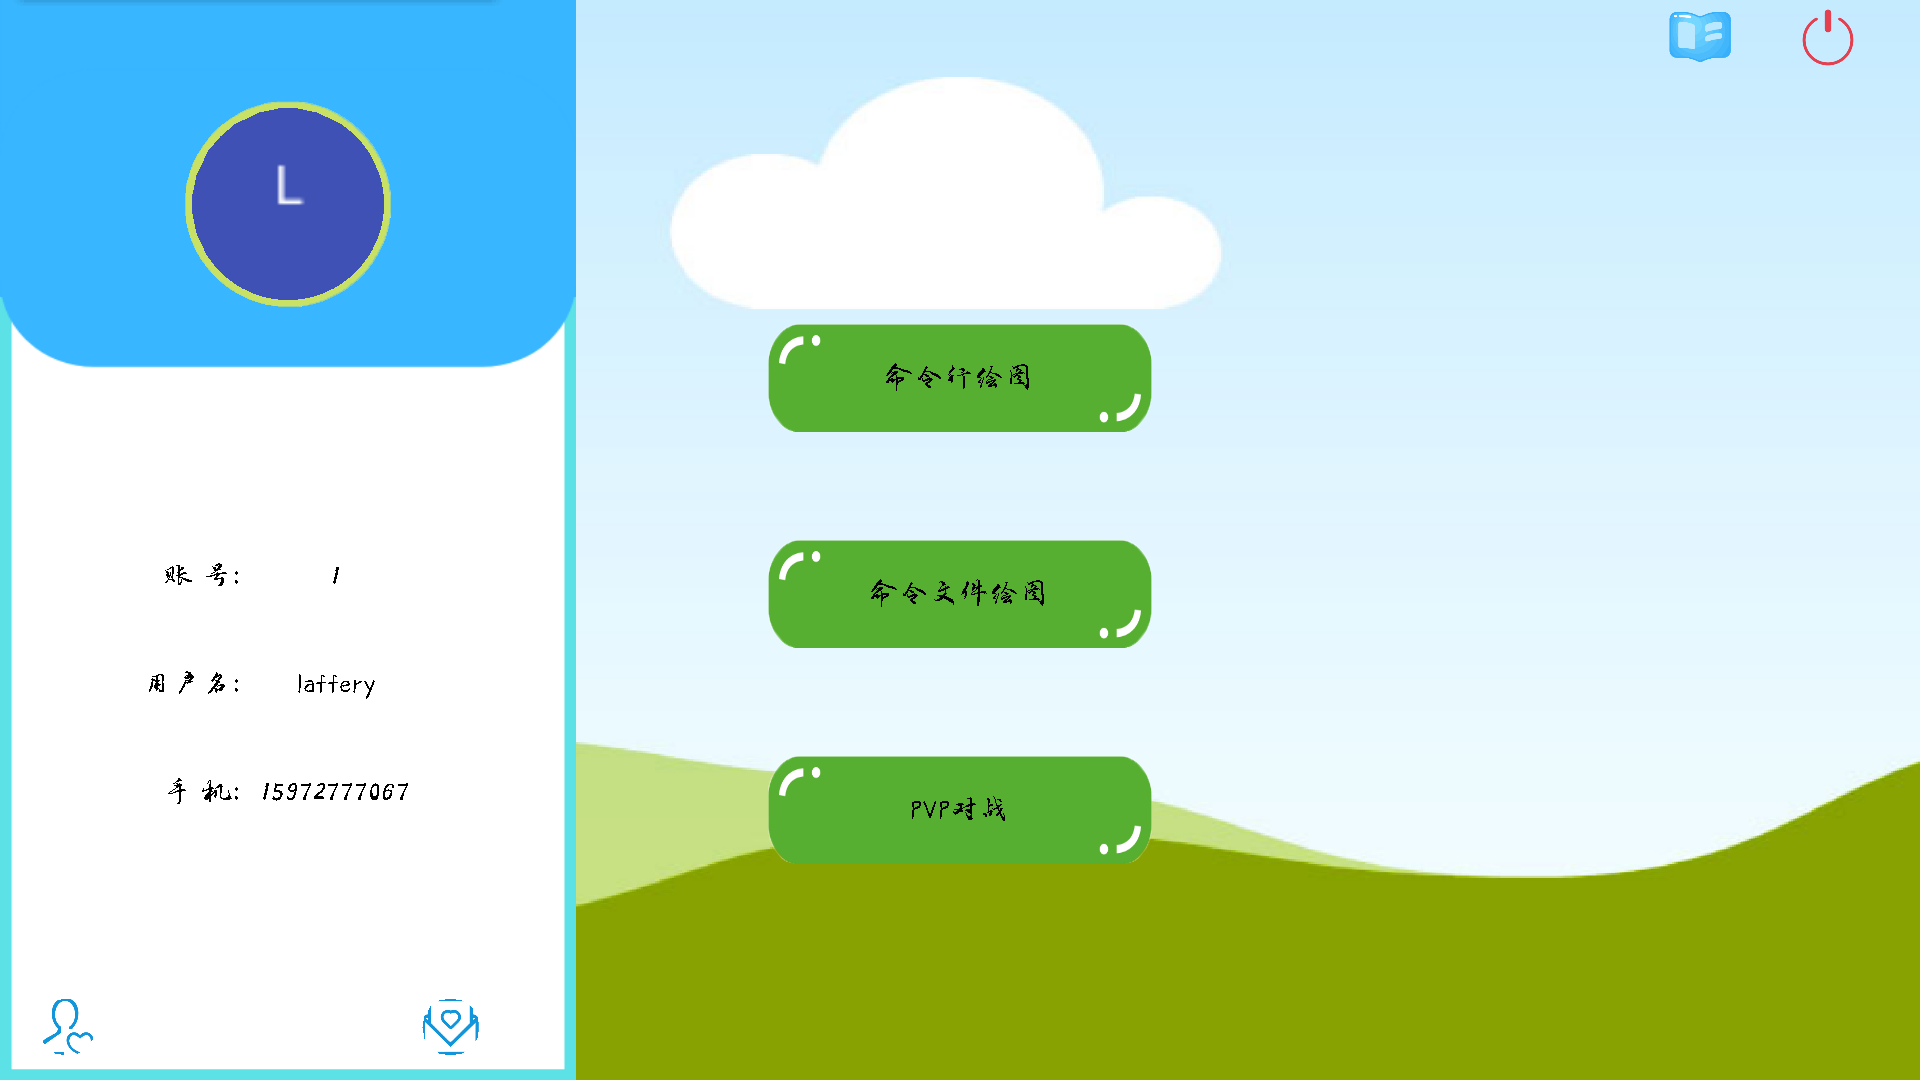 L
账 号: 1
用 户 名: laffery
手 机: 15972777067
命令行绘图
命令文件绘图
PVP对战